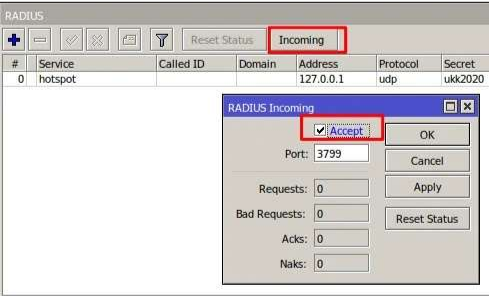 RADIUS
Reset Status Incoming
# Service Called ID Domain Address Protocol Secret
0 hotspot 127.0.0.1 udp ukk2020
RADIUS Incoming
Accept OK
Port: 3799 Cancel
Requests: 0 Apply
Bad Requests: 0 Reset Status
Acks: 0
Naks: 0